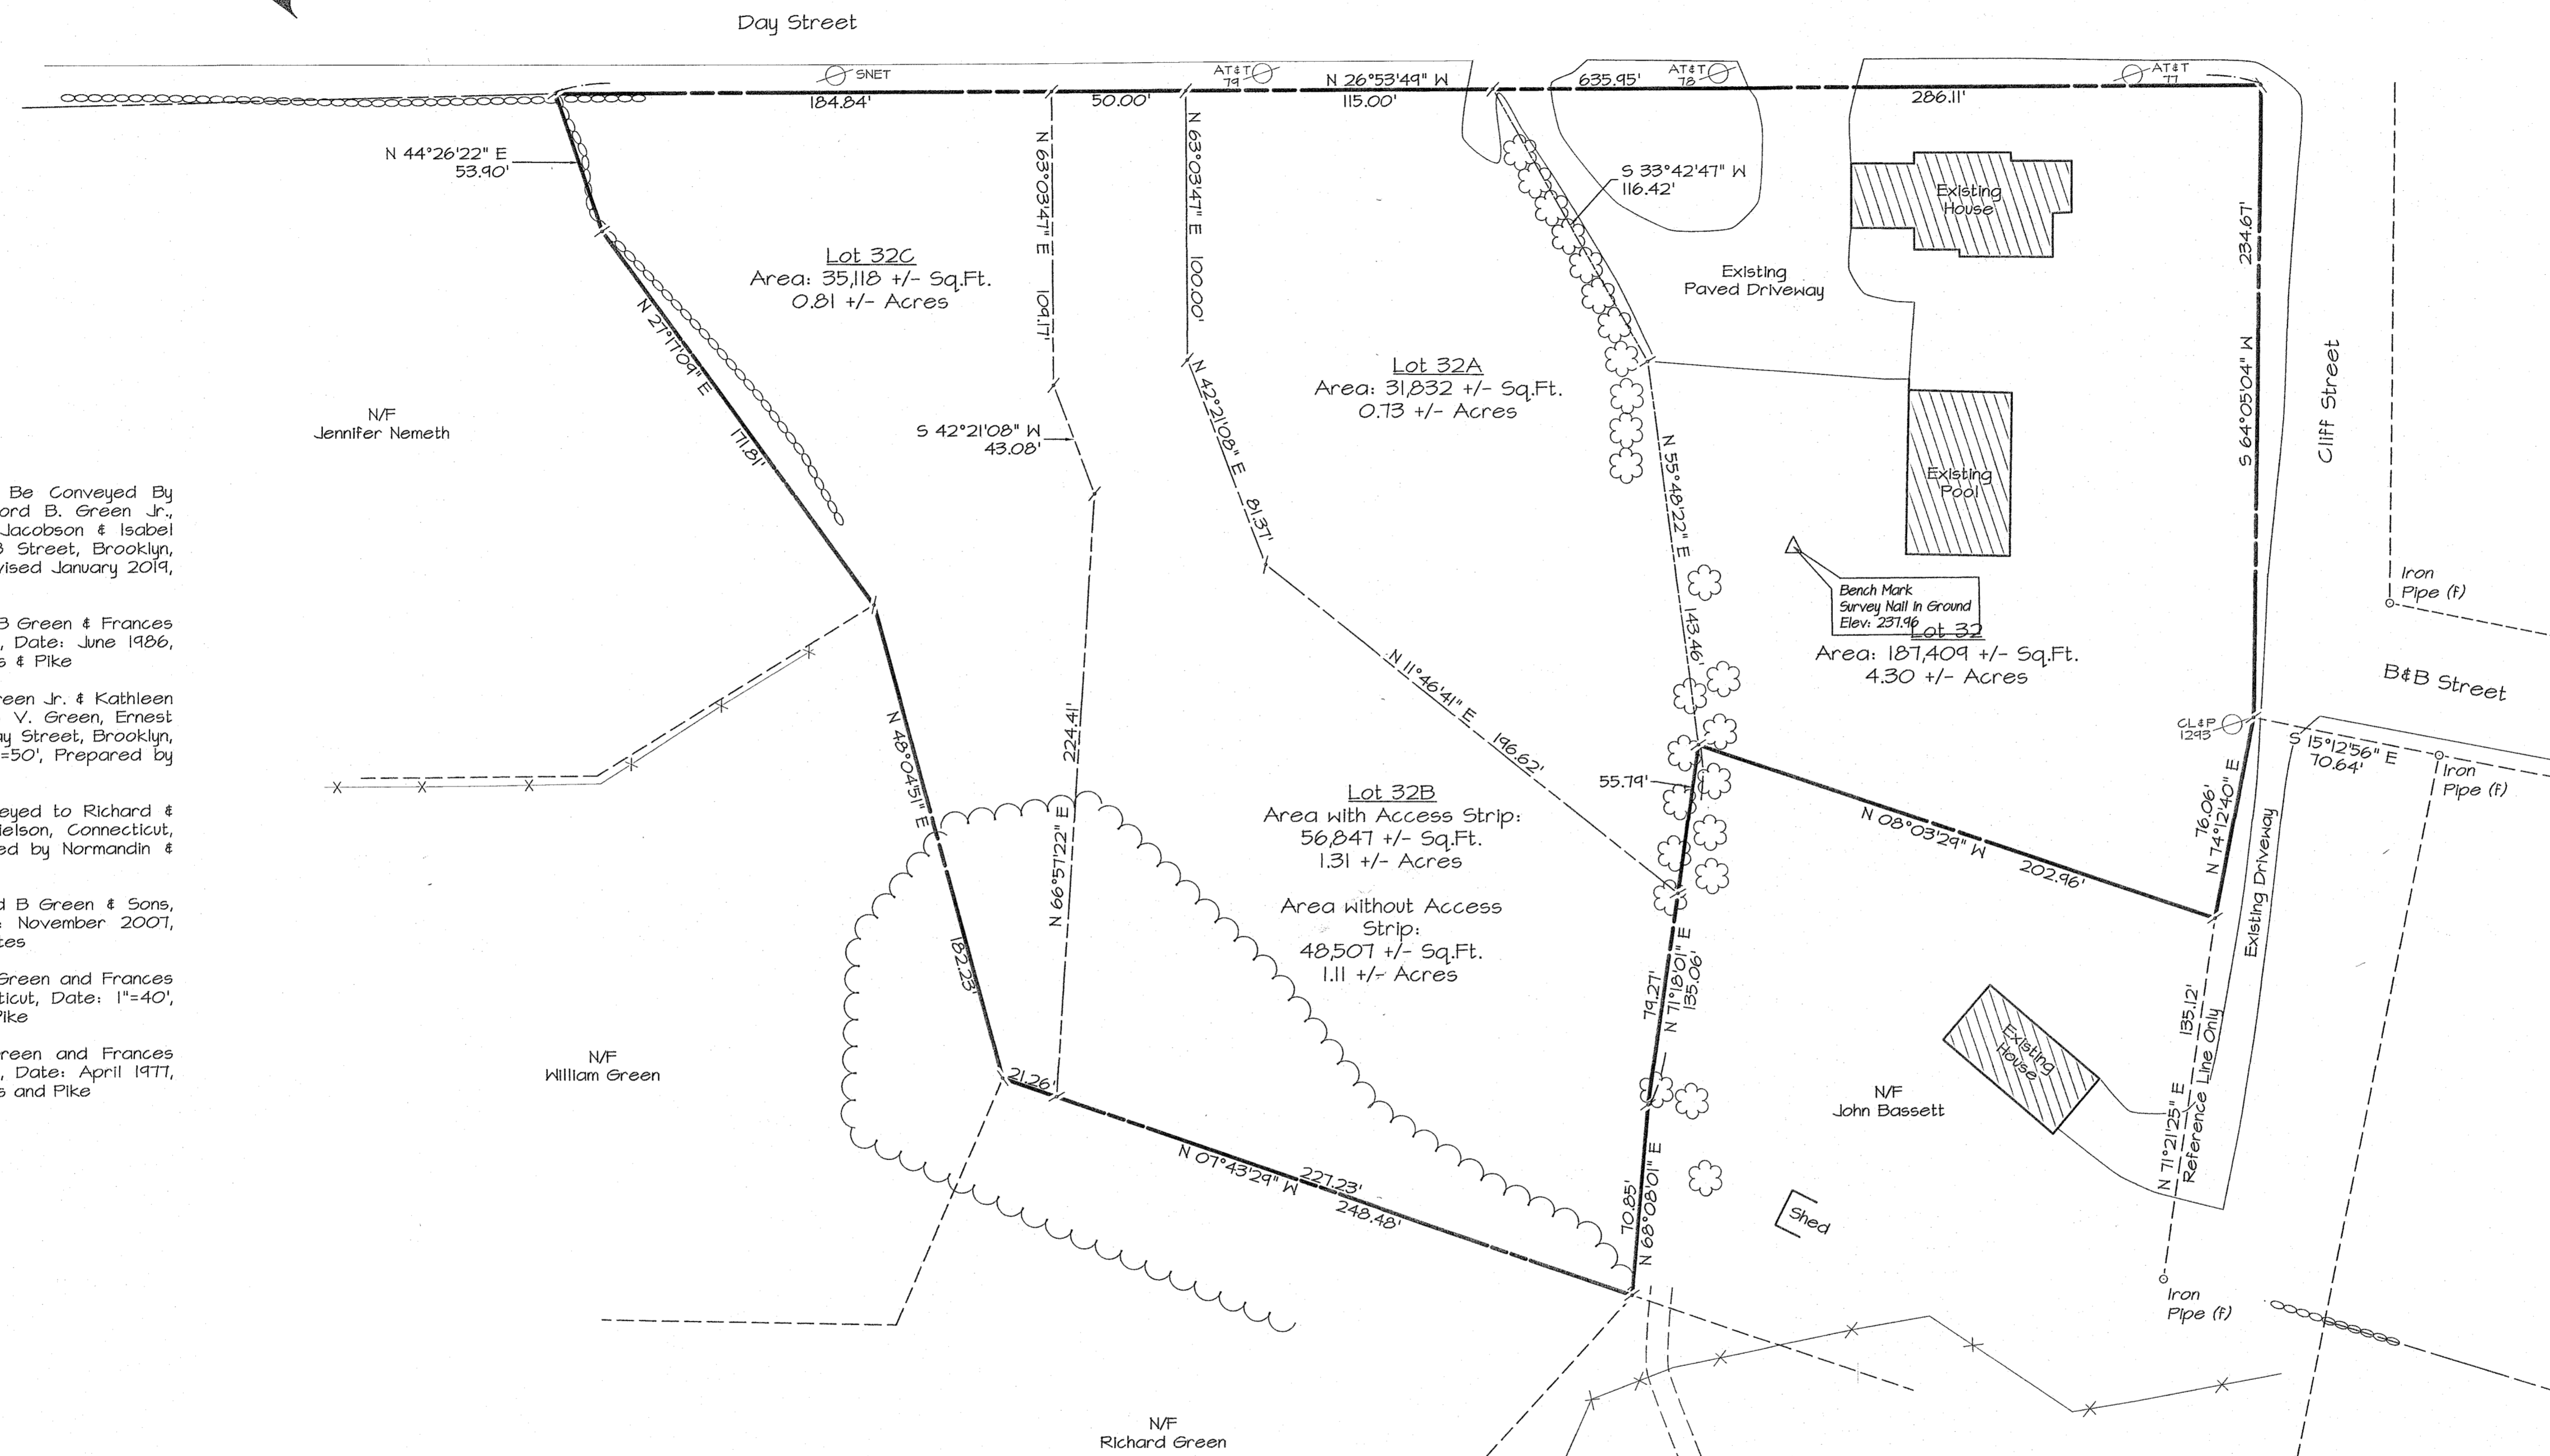 Day Street
SNET
AT&T
79
N 26°53'49" W
635.95'
AT&T
78
AT&T
77
184.84'
50.00'
115.00'
286.11'
N 44°26'22" E
53.90'
N 63°03'47" E 109.17'
N 63°03'47" E 100.00'
S 33°42'47" W
116.42'
Existing
House
234.67'
S 64°05'04" W
Cliff Street
Lot 32C
Area: 35,118 +/- Sq.Ft.
0.81 +/- Acres
Existing
Paved Driveway
N 27°17'09" E
171.81'
Lot 32A
Area: 31,832 +/- Sq.Ft.
0.73 +/- Acres
N 42°21'08" E
81.37'
N/F
Jennifer Nemeth
S 42°21'08" W
43.08'
N 55°48'22" E
143.46'
Existing
Pool
Be Conveyed By
ord B. Green Jr.,
Jacobson & Isabel
B Street, Brooklyn,
vised January 2019,
B Green & Frances
, Date: June 1986,
s & Pike
een Jr. & Kathleen
V. Green, Ernest
ay Street, Brooklyn,
=50', Prepared by
eyed to Richard &
ielson, Connecticut,
ed by Normandin &
d B Green & Sons,
: November 2007,
tes
Green and Frances
ticut, Date: 1"=40',
Pike
reen and Frances
, Date: April 1977,
s and Pike
Bench Mark
Survey Nail In Ground
Elev: 237.96
Lot 32
Area: 187,409 +/- Sq.Ft.
4.30 +/- Acres
Iron
Pipe (f)
B&B Street
CL&P
1293
S 15°12'56" E
70.64'
Iron
Pipe (f)
N 11°46'41" E
196.62'
N 48°04'51" E
182.23'
224.41'
N 66°57'22" E
55.79'
Lot 32B
Area with Access Strip:
56,847 +/- Sq.Ft.
1.31 +/- Acres
Area without Access
Strip:
48,507 +/- Sq.Ft.
1.11 +/- Acres
N 08°03'29" W
202.96'
76.06'
N 74°12'40" E
Existing Driveway
79.27'
N 71°18'01" E
135.06'
Existing
House
N 71°21'25" E 135.12'
Reference Line Only
N/F
William Green
21.26'
N/F
John Bassett
N 07°43'29" W
227.23'
248.48'
70.85'
N 68°08'01" E
Shed
Iron
Pipe (f)
N/F
Richard Green